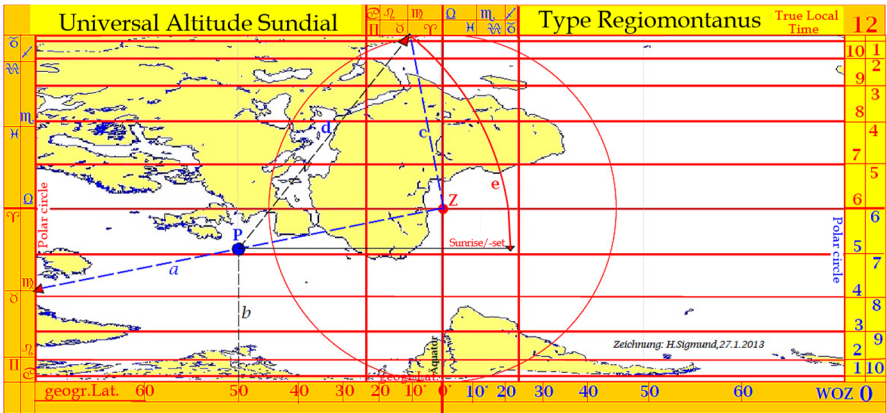 Universal Altitude Sundial
Type Regiomontanus
True Local
Time
12
♋ ♌ ♍ ♎ ♏ ♐
♊ ♉ ♈ ♓ ♒ ♑
10 1
2
9
3
8
4
7
5
6
6
5
7
4
8
3
9
2
1 10
Polar circle
Polar circle
d
c
e
Z
P
a
b
Sunrise/-set
Äquator
geogr.Lat.
Zeichnung: H.Sigmund,27.1.2013
geogr.Lat. 60 50 40 30 20 10° 0° 10° 20 30 40 50 60 WOZ 0